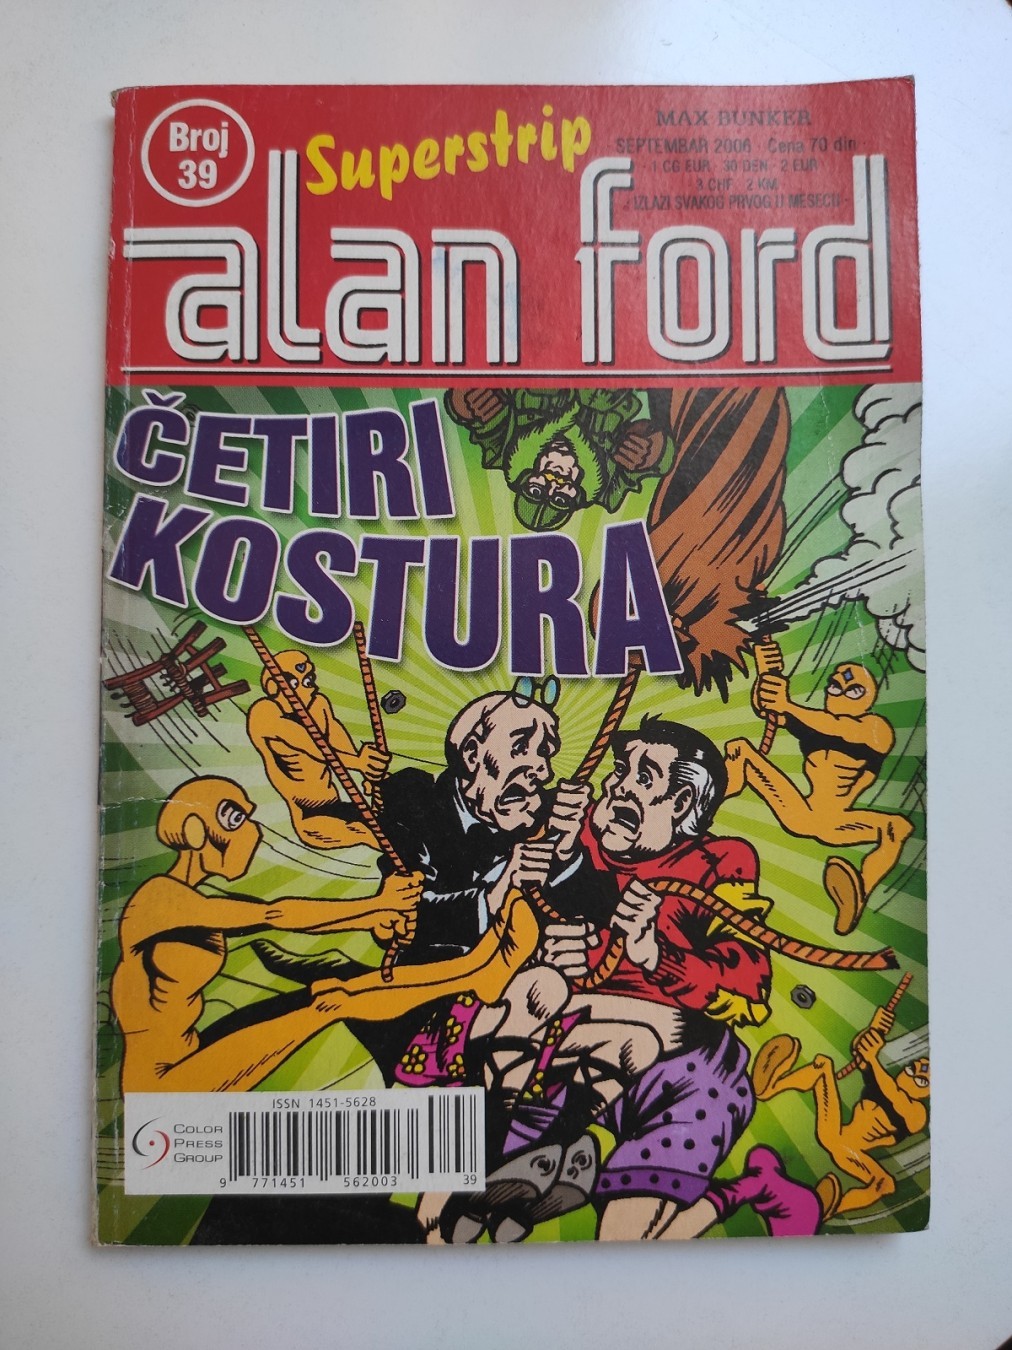 Broj
39
Superstrip
MAX BUNKER
SEPTEMBAR 2006 · Cena 70 din ·
· 1 CG EUR · 30 DEN · 2 EUR
· 3 CHF · 2 KM ·
· IZLAZI SVAKOG PRVOG U MESECU ·
alan ford
ČETIRI
KOSTURA
ISSN 1451-5628
COLOR
PRESS
GROUP
9 771451 562003 39